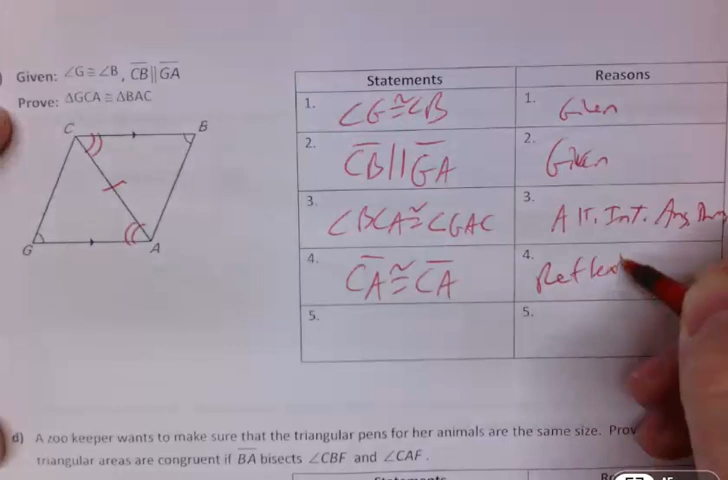 Given: ∠G ≅ ∠B, CB || GA
Prove: ΔGCA ≅ ΔBAC
C B
G A
Statements Reasons
1. ∠G≅∠B 1. Given
2. CB || GA 2. Given
3. ∠BCA≅∠GAC 3. Alt. Int. Ang
4. CA≅CA 4.
5. 5.
d) A zoo keeper wants to make sure that the triangular pens for her animals are the same size. Prov
triangular areas are congruent if BA bisects ∠CBF and ∠CAF.